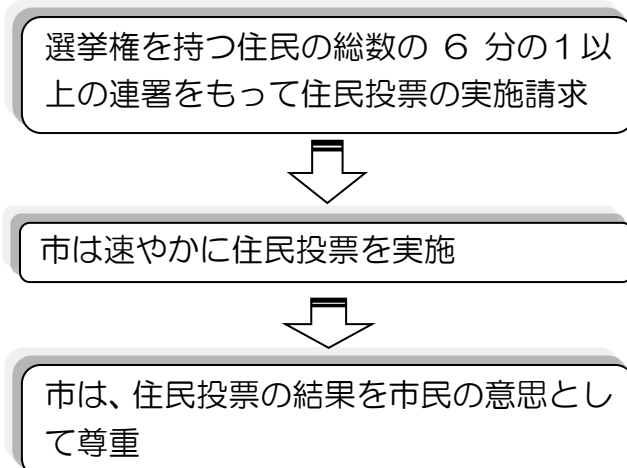 選挙権を持つ住民の総数の 6 分の1以
上の連署をもって住民投票の実施請求
市は速やかに住民投票を実施
市は、住民投票の結果を市民の意思とし
て尊重